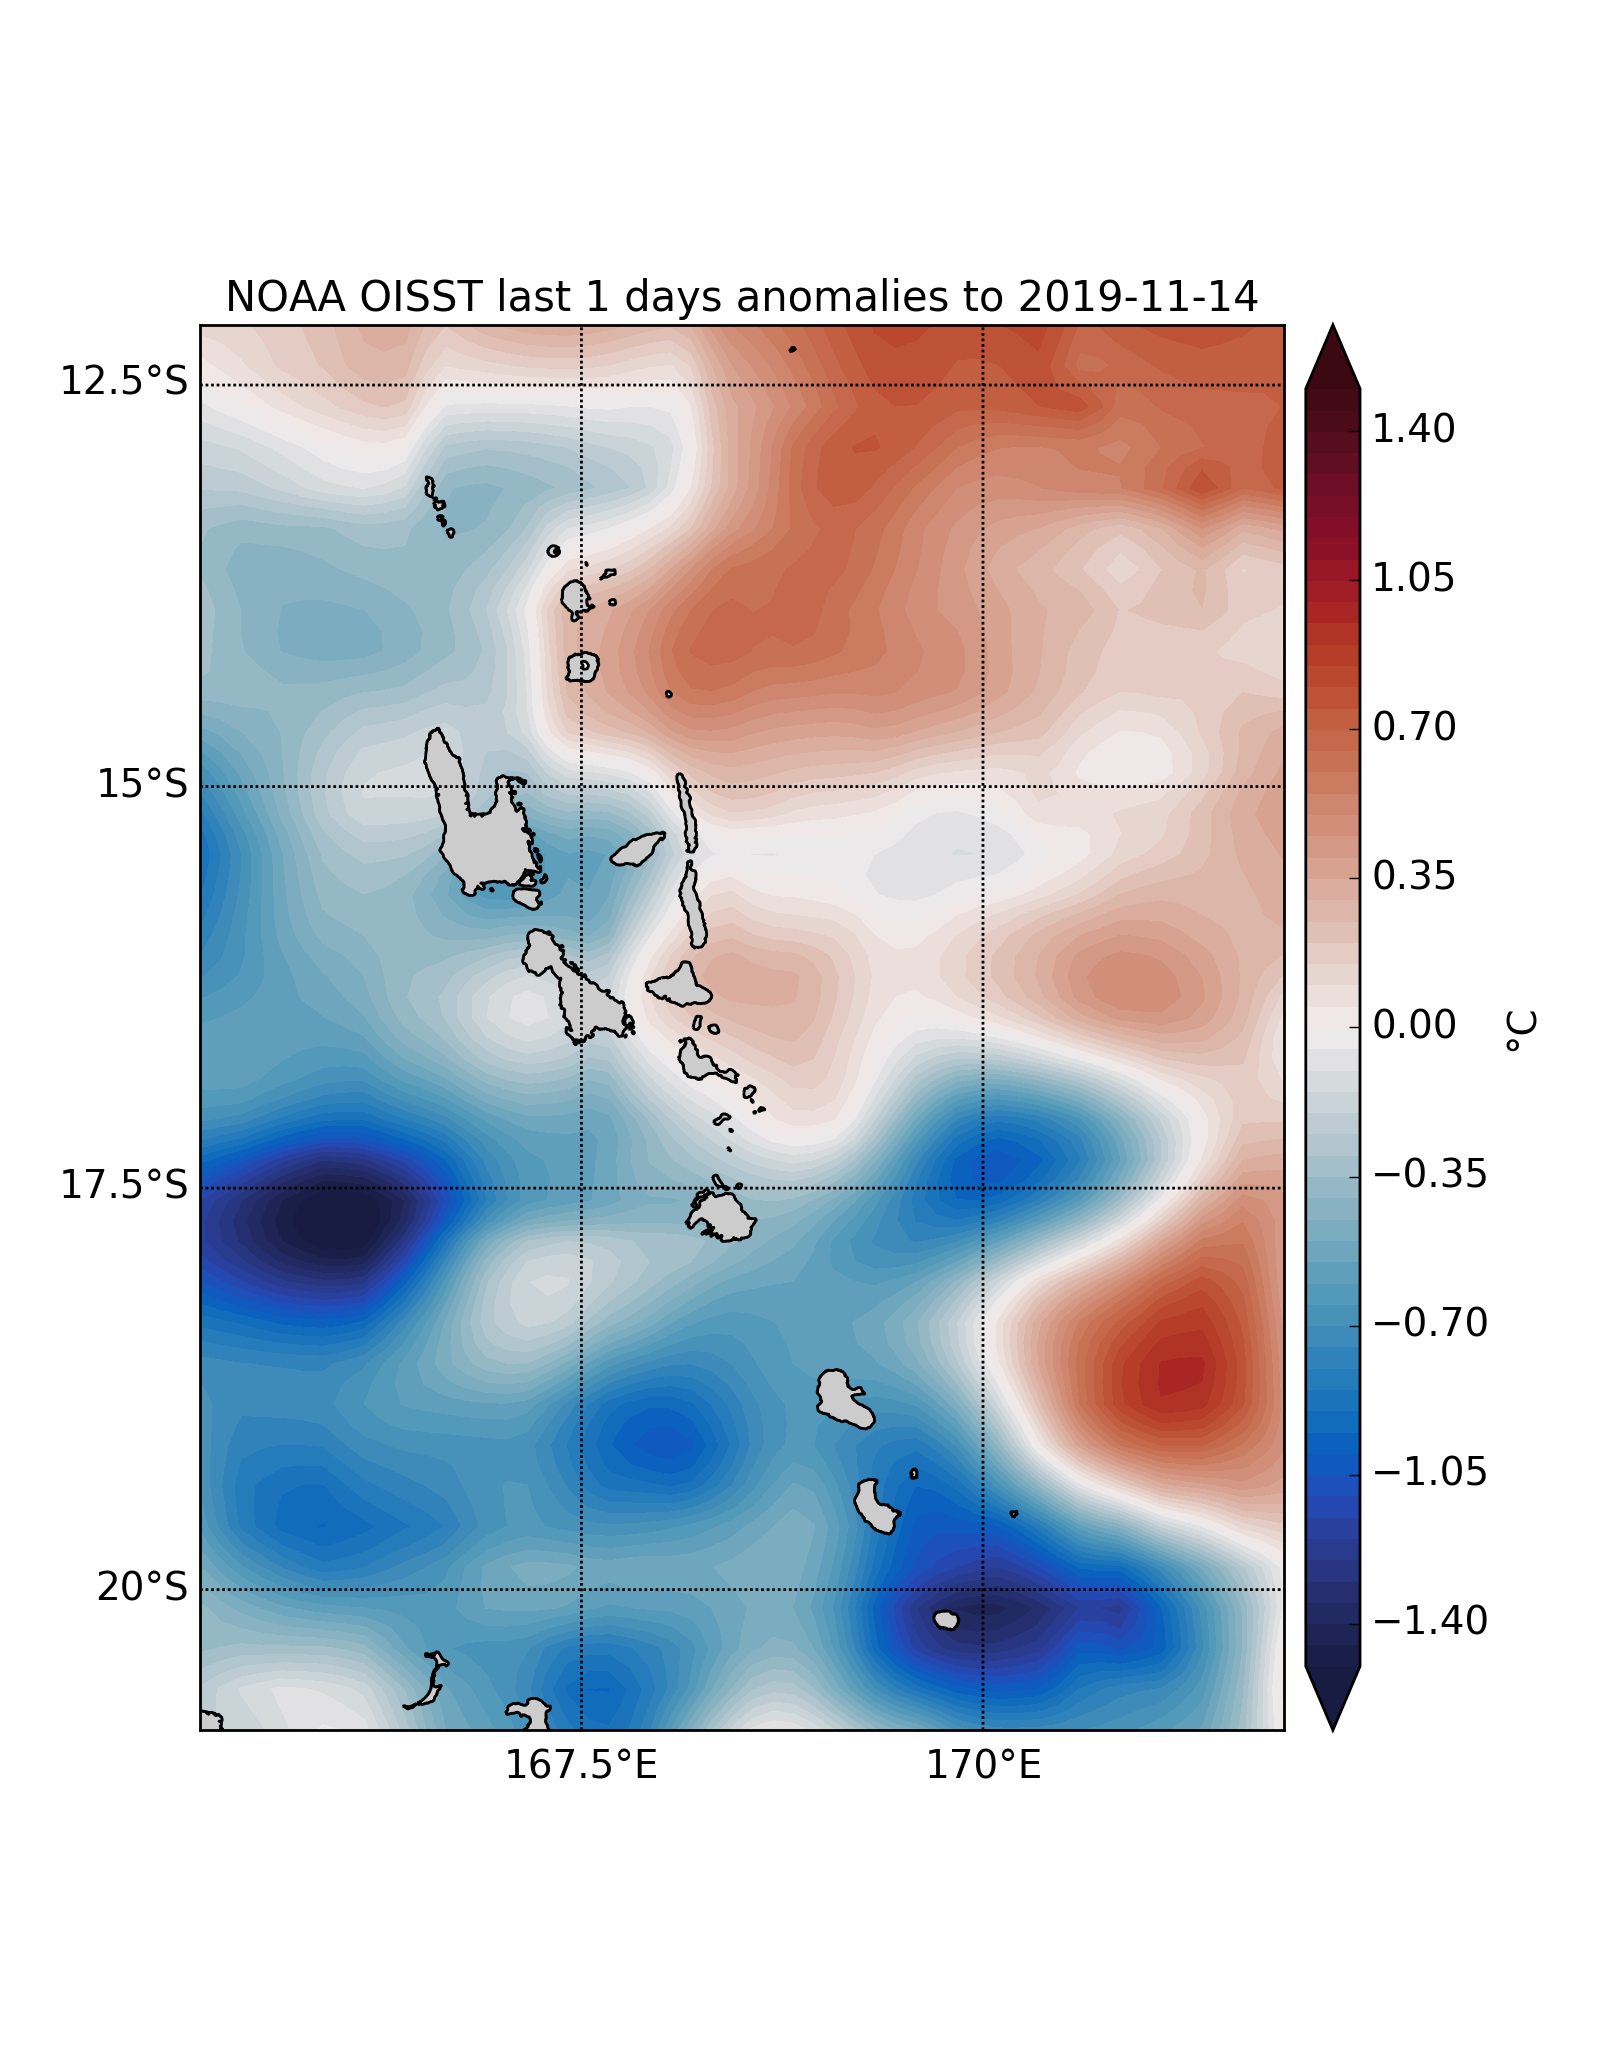 NOAA OISST last 1 days anomalies to 2019-11-14
12.5°S
15°S
17.5°S
20°S
167.5°E
170°E
1.40
1.05
0.70
0.35
0.00
−0.35
−0.70
−1.05
−1.40
°C